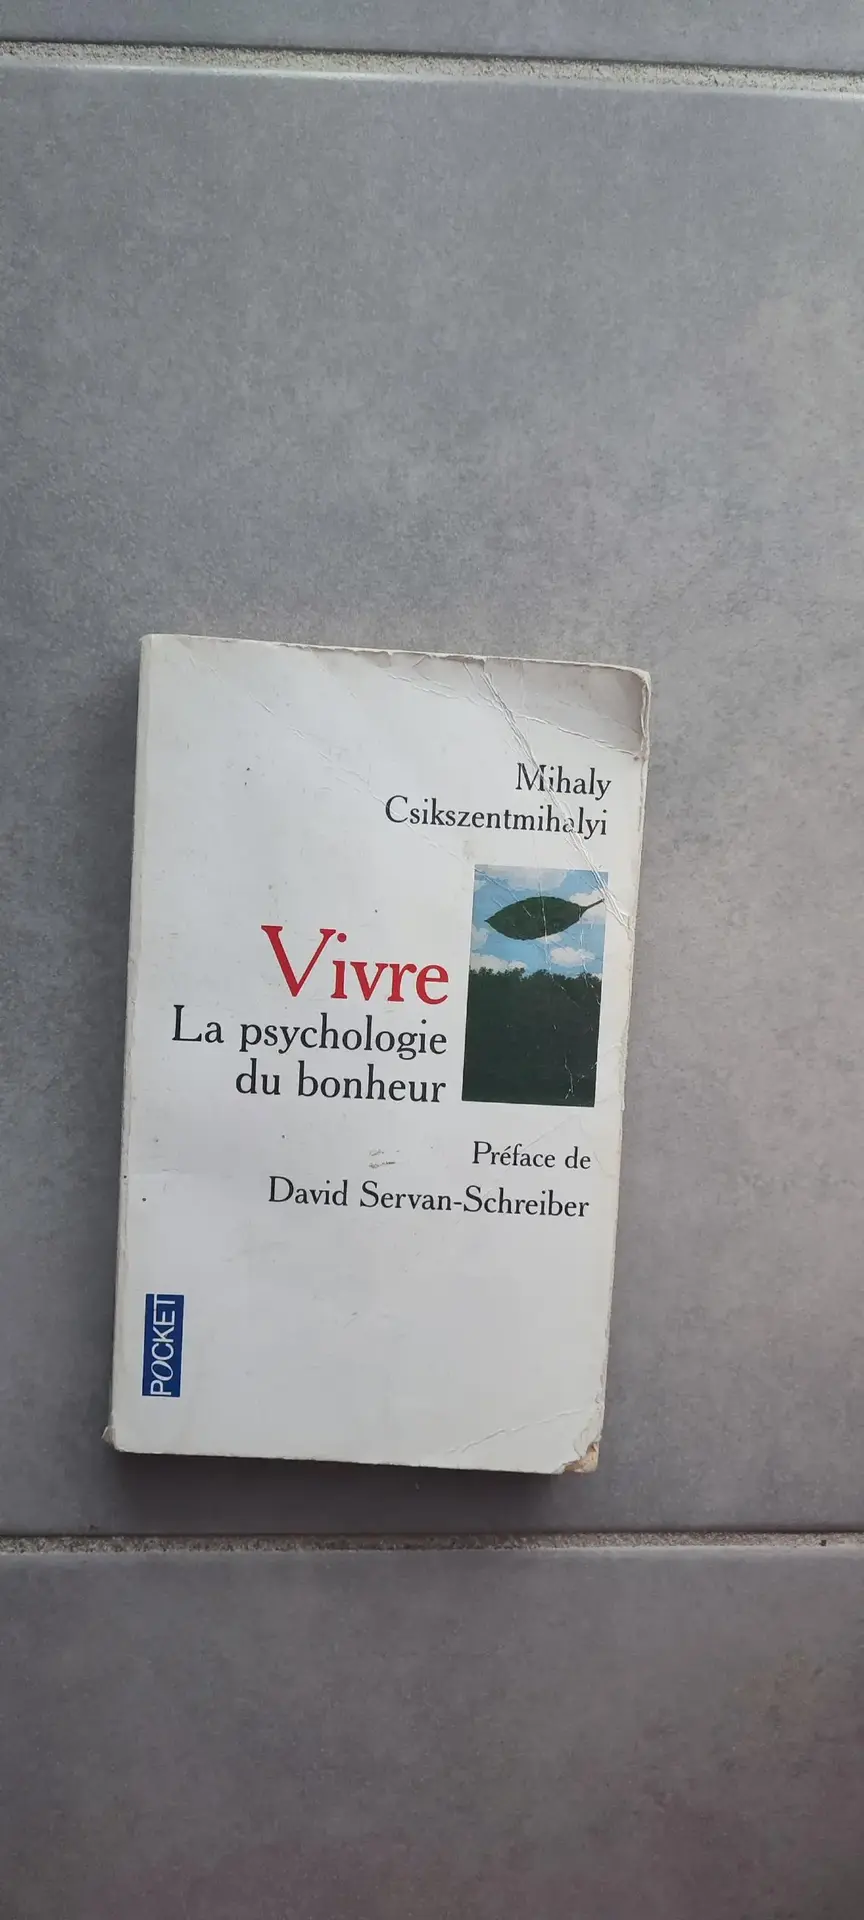 Mihaly
Csikszentmihalyi
Vivre
La psychologie
du bonheur
Préface de
David Servan-Schreiber
POCKET